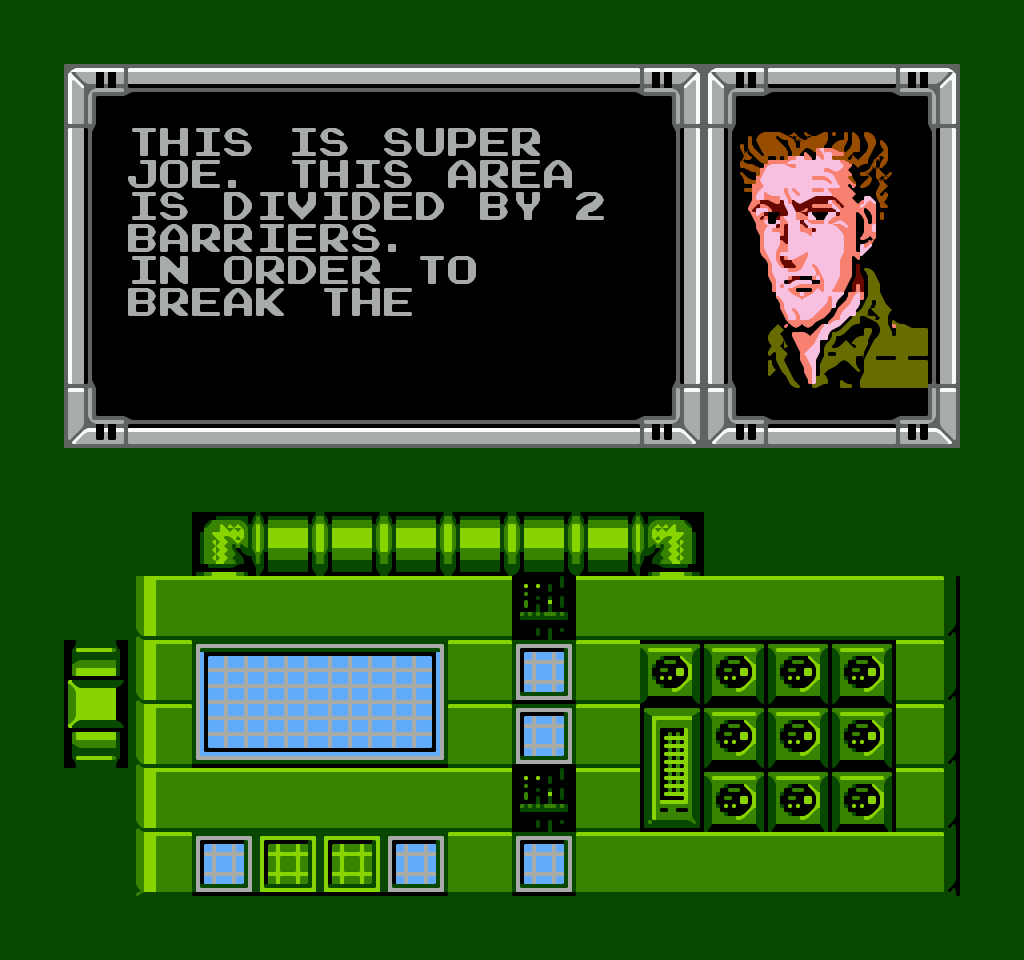 THIS IS SUPER
JOE. THIS AREA
IS DIVIDED BY 2
BARRIERS.
IN ORDER TO
BREAK THE